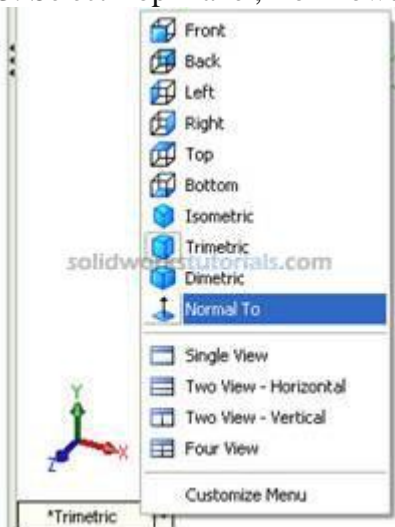 Front
Back
Left
Right
Top
Bottom
Isometric
Trimetric
solidworkstutorials.com
Dimetric
Normal To
Single View
Two View - Horizontal
Two View - Vertical
Four View
Customize Menu
Y
X
Z
*Trimetric